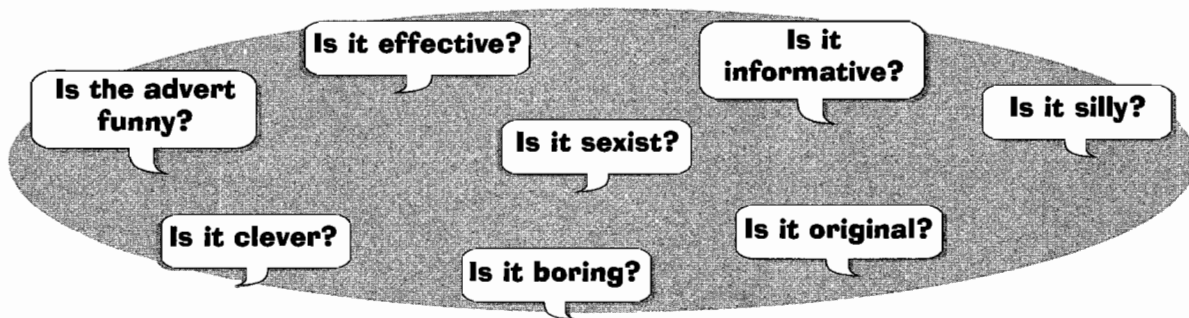 Is it effective?
Is it
informative?
Is the advert
funny?
Is it silly?
Is it sexist?
Is it clever?
Is it original?
Is it boring?